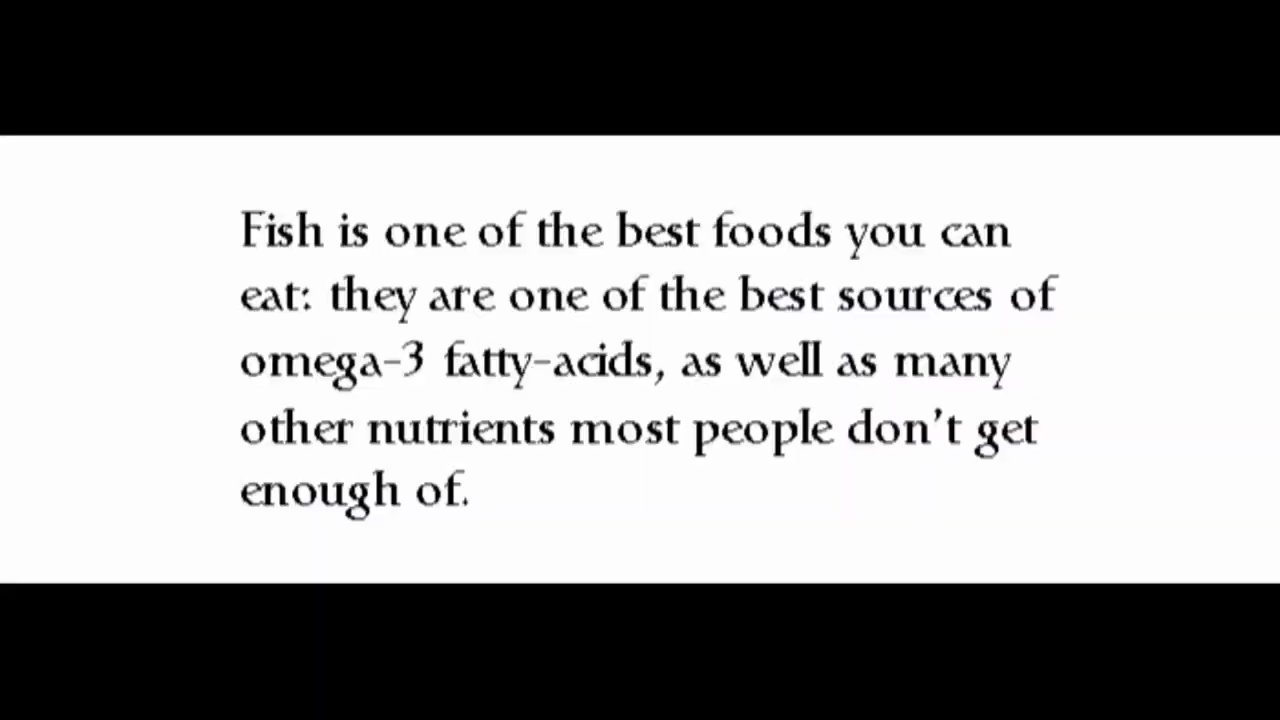 Fish is one of the best foods you can
eat: they are one of the best sources of
omega-3 fatty-acids, as well as many
other nutrients most people don't get
enough of.